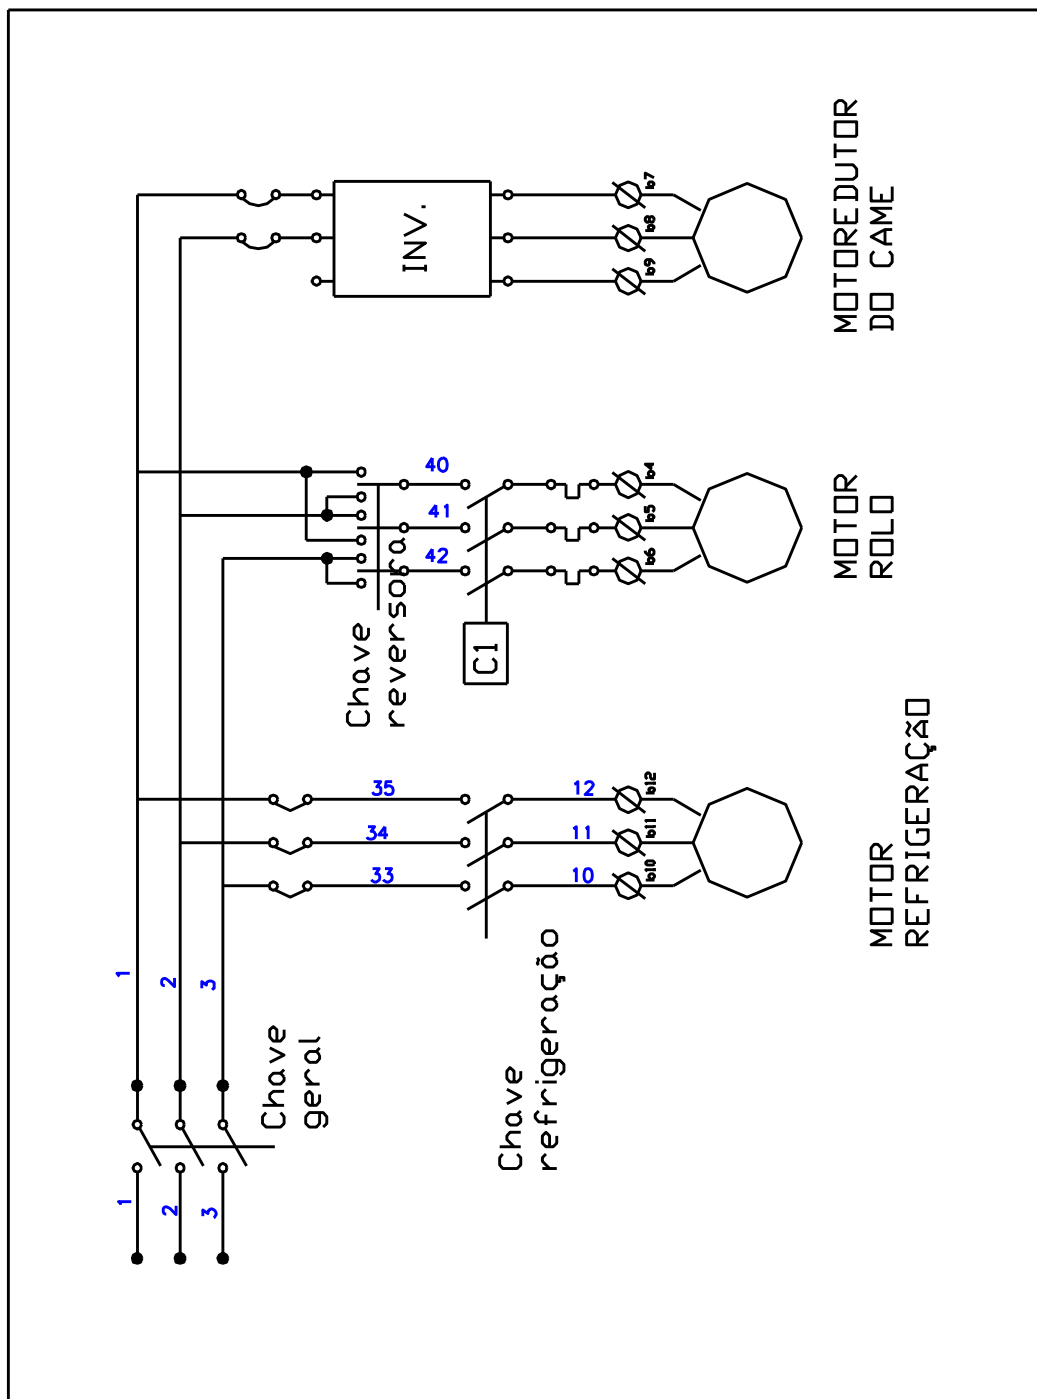 1
2
3
Chave
geral
1
2
3
35
34
33
Chave
refrigeração
12
11
10
b12
b11
b10
MOTOR
REFRIGERAÇÃO
Chave
reversora
40
41
42
C1
b4
b5
b6
MOTOR
ROLO
INV.
b7
b8
b9
MOTOREDUTOR
DO CAME